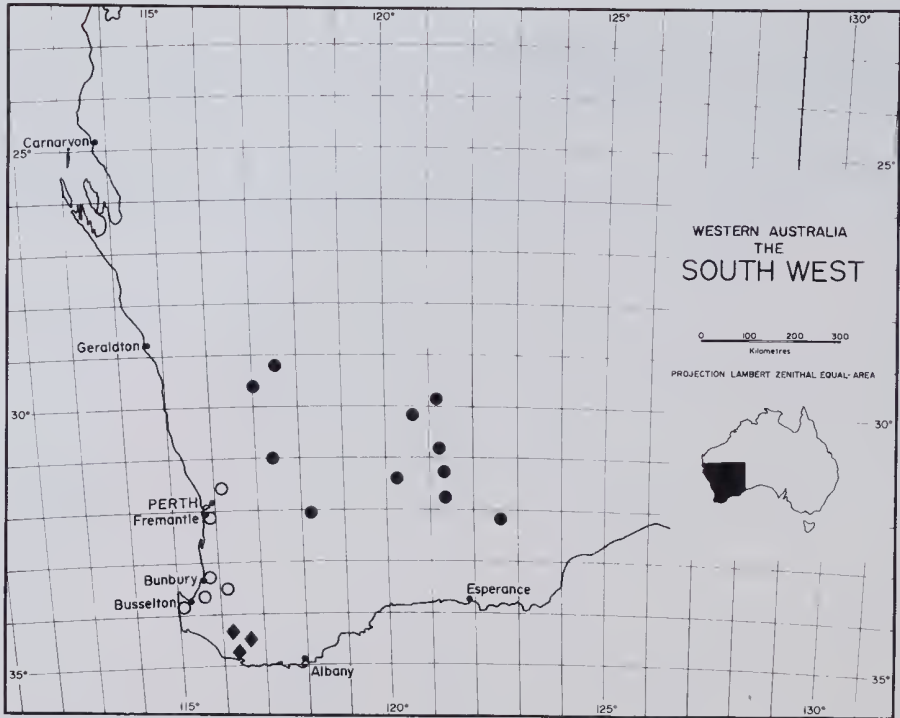 115° 120° 125° 130°
Carnarvon
25° 25°
WESTERN AUSTRALIA
THE
SOUTH WEST
Geraldton
0 100 200 300
Kilometres
PROJECTION LAMBERT ZENITHAL EQUAL-AREA
30° 30°
PERTH
Fremantle
Bunbury
Busselton
Esperance
Albany
35° 35°
115° 120° 125° 130°